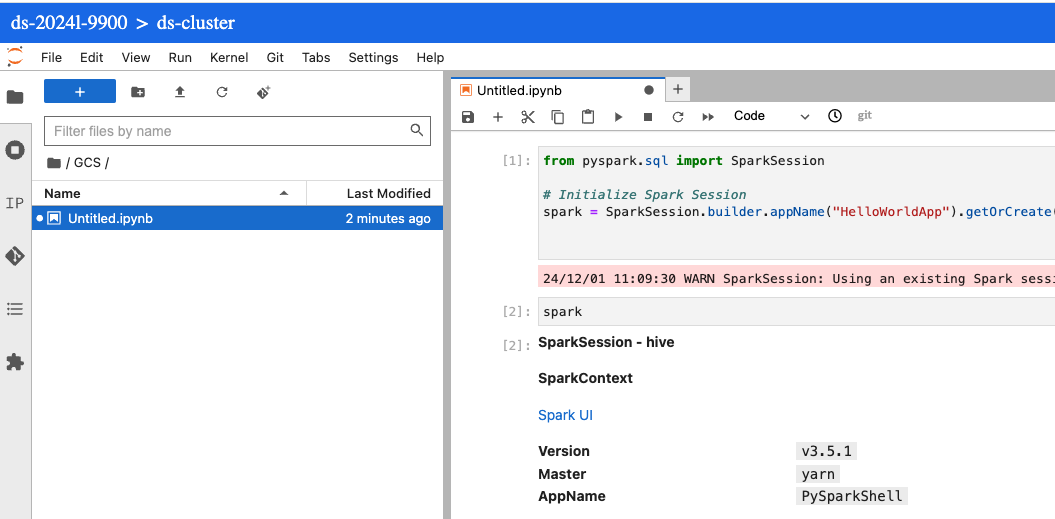 ds-2024l-9900 > ds-cluster
File Edit View Run Kernel Git Tabs Settings Help
+
Untitled.ipynb
+
Code
git
Filter files by name
/ GCS /
Name
Last Modified
Untitled.ipynb
2 minutes ago
IP
[1]:
from pyspark.sql import SparkSession
# Initialize Spark Session
spark = SparkSession.builder.appName("HelloWorldApp").getOrCreate(
24/12/01 11:09:30 WARN SparkSession: Using an existing Spark sessi
[2]:
spark
[2]:
SparkSession - hive
SparkContext
Spark UI
Version v3.5.1
Master yarn
AppName PySparkShell